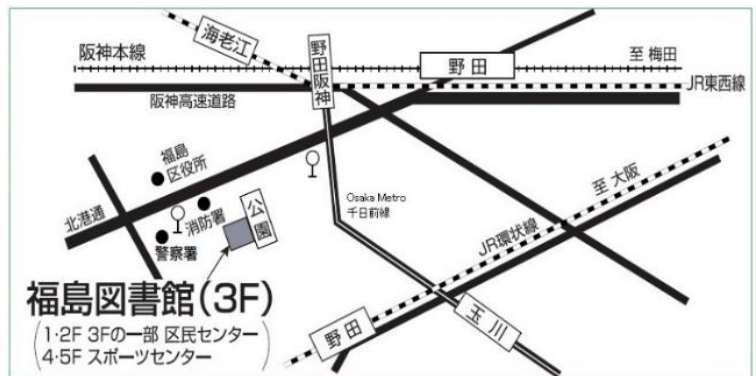 海老江
阪神本線
野田阪神
野田
至 梅田
JR東西線
阪神高速道路
福島
区役所
Osaka Metro
千日前線
至 大阪
北港通
消防署
公園
警察署
JR環状線
福島図書館(3F)
(1・2F 3Fの一部 区民センター
4・5F スポーツセンター)
野田
玉川